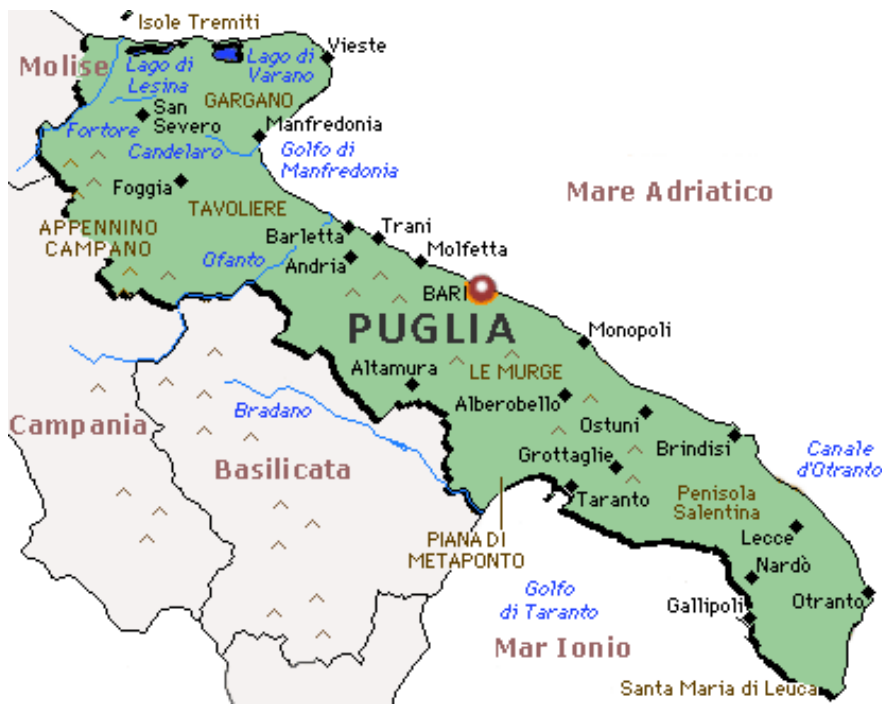 Isole Tremiti
Vieste
Molise
Lago di
Lesina
Lago di
Varano
GARGANO
San
Severo
Fortore
Manfredonia
Candelaro
Golfo di
Manfredonia
Mare Adriatico
Foggia
TAVOLIERE
APPENNINO
CAMPANO
Barletta
Trani
Ofanto
Andria
Molfetta
BARI
PUGLIA
Monopoli
Altamura
LE MURGE
Alberobello
Bradano
Campania
Ostuni
Brindisi
Canale
d'Otranto
Basilicata
Grottaglie
Taranto
Penisola
Salentina
PIANA DI
METAPONTO
Lecce
Nardò
Golfo
di Taranto
Gallipoli
Otranto
Mar Ionio
Santa Maria di Leuca